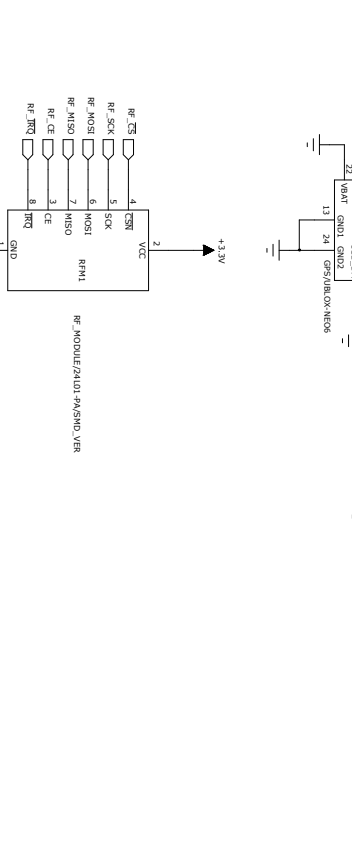 RF_CS
RF_SCK
RF_MOSI
RF_MISO
RF_CE
RF_IRQ
4
5
6
7
3
8
CSN
SCK
MOSI
MISO
CE
IRQ
VCC
2
+3.3V
RFM1
GND
1
RF_MODULE/24L01-PA/SMD_VER
22
VBAT
13
GND1
24
GND2
GPS/UBLOX-NEO6